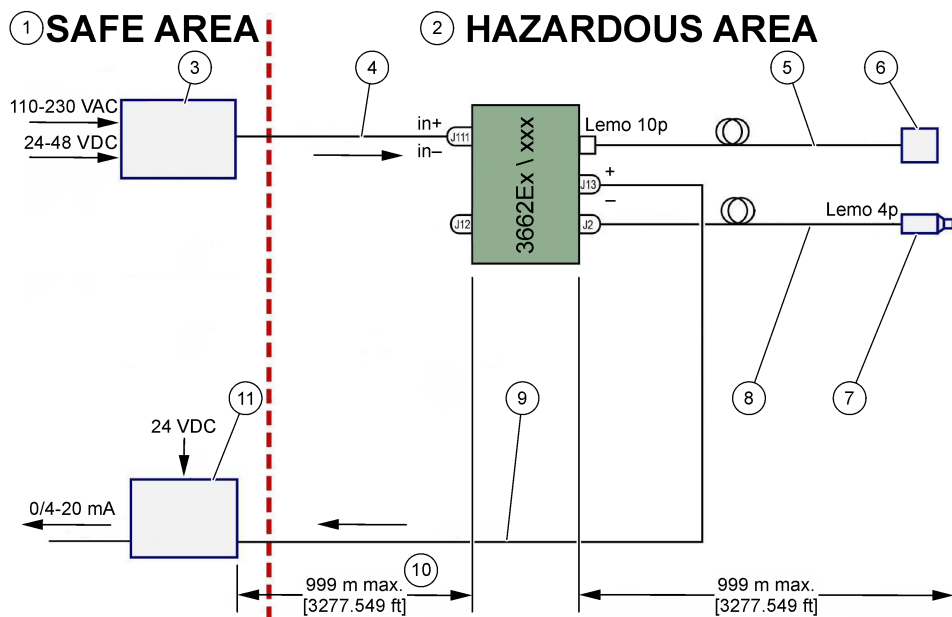 1 SAFE AREA
2 HAZARDOUS AREA
3
4
5
6
110-230 VAC
24-48 VDC
in+
in–
J111
J12
3662Ex \ xxx
Lemo 10p
J13
+
–
J2
Lemo 4p
11
9
8
7
24 VDC
0/4-20 mA
10
999 m max.
[3277.549 ft]
999 m max.
[3277.549 ft]